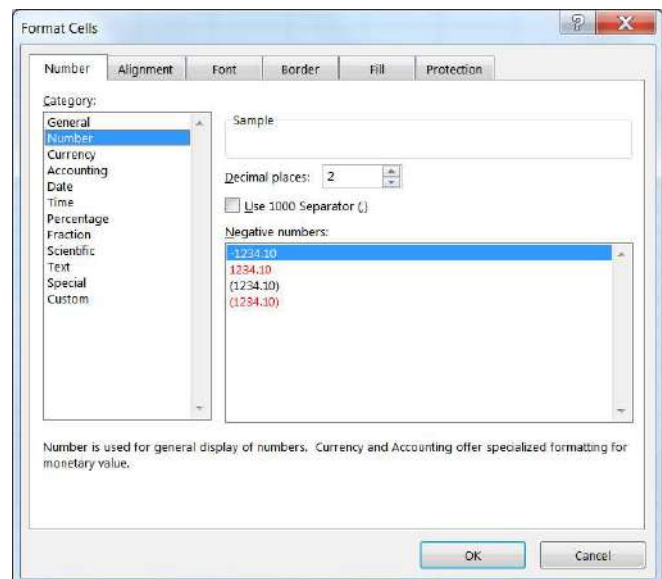 Format Cells
Number Alignment Font Border Fill Protection
Category:
General
Number
Currency
Accounting
Date
Time
Percentage
Fraction
Scientific
Text
Special
Custom
Sample
Decimal places: 2
Use 1000 Separator (,)
Negative numbers:
-1234.10
1234.10
(1234.10)
(1234.10)
Number is used for general display of numbers. Currency and Accounting offer specialized formatting for
monetary value.
OK Cancel